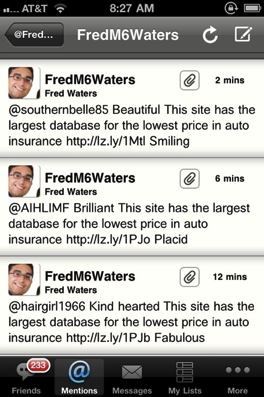 AT&T 8:27 AM
@Fred... FredM6Waters
FredM6Waters 2 mins
Fred Waters
@southernbelle85 Beautiful This site has the
largest database for the lowest price in auto
insurance http://lz.ly/1Mtl Smiling
FredM6Waters 6 mins
Fred Waters
@AIHLIMF Brilliant This site has the largest
database for the lowest price in auto
insurance http://lz.ly/1PJo Placid
FredM6Waters 12 mins
Fred Waters
@hairgirl1966 Kind hearted This site has the
largest database for the lowest price in auto
insurance http://lz.ly/1PJb Fabulous
233
Friends Mentions Messages My Lists More